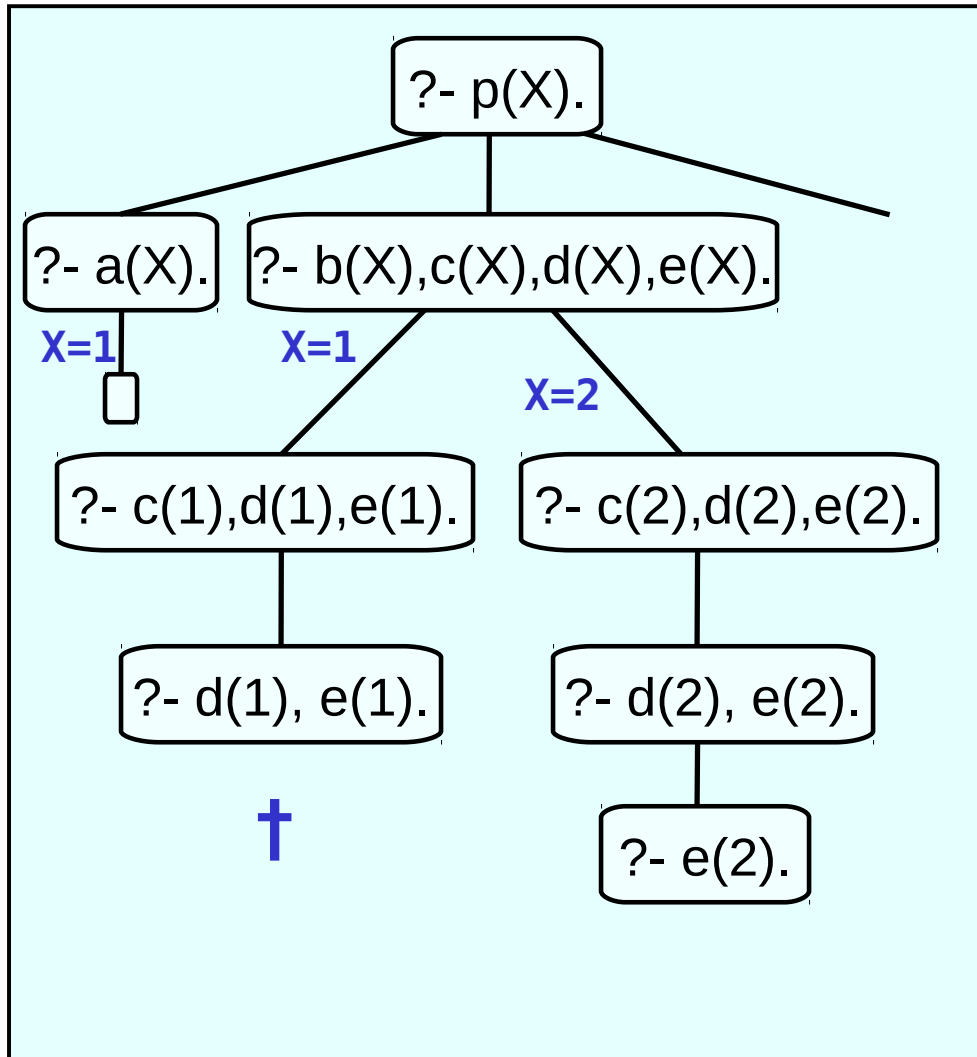 ?- p(X).
?- a(X).
?- b(X),c(X),d(X),e(X).
X=1
X=1
X=2
?- c(1),d(1),e(1).
?- c(2),d(2),e(2).
?- d(1), e(1).
?- d(2), e(2).
†
?- e(2).